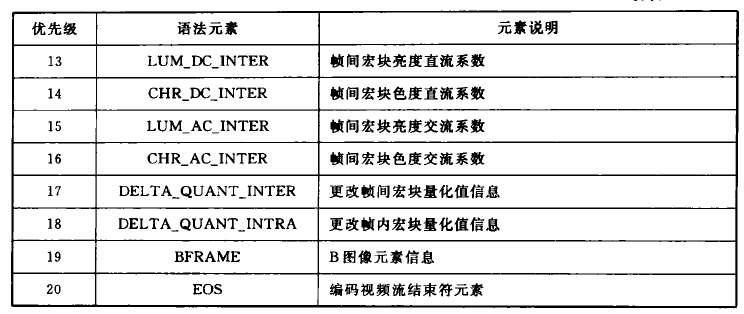 优先级 语法元素 元素说明
13 LUM_DC_INTER 帧间宏块亮度直流系数
14 CHR_DC_INTER 帧间宏块色度直流系数
15 LUM_AC_INTER 帧间宏块亮度交流系数
16 CHR_AC_INTER 帧间宏块色度交流系数
17 DELTA_QUANT_INTER 更改帧间宏块量化值信息
18 DELTA_QUANT_INTRA 更改帧内宏块量化值信息
19 BFRAME B图像元素信息
20 EOS 编码视频流结束符元素